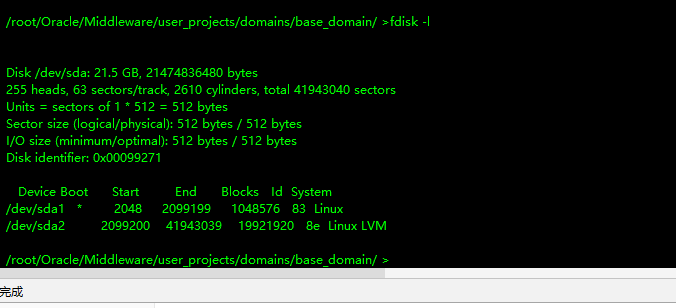 /root/Oracle/Middleware/user_projects/domains/base_domain/ >fdisk -l
Disk /dev/sda: 21.5 GB, 21474836480 bytes
255 heads, 63 sectors/track, 2610 cylinders, total 41943040 sectors
Units = sectors of 1 * 512 = 512 bytes
Sector size (logical/physical): 512 bytes / 512 bytes
I/O size (minimum/optimal): 512 bytes / 512 bytes
Disk identifier: 0x00099271
Device Boot Start End Blocks Id System
/dev/sda1 * 2048 2099199 1048576 83 Linux
/dev/sda2 2099200 41943039 19921920 8e Linux LVM
/root/Oracle/Middleware/user_projects/domains/base_domain/ >
完成